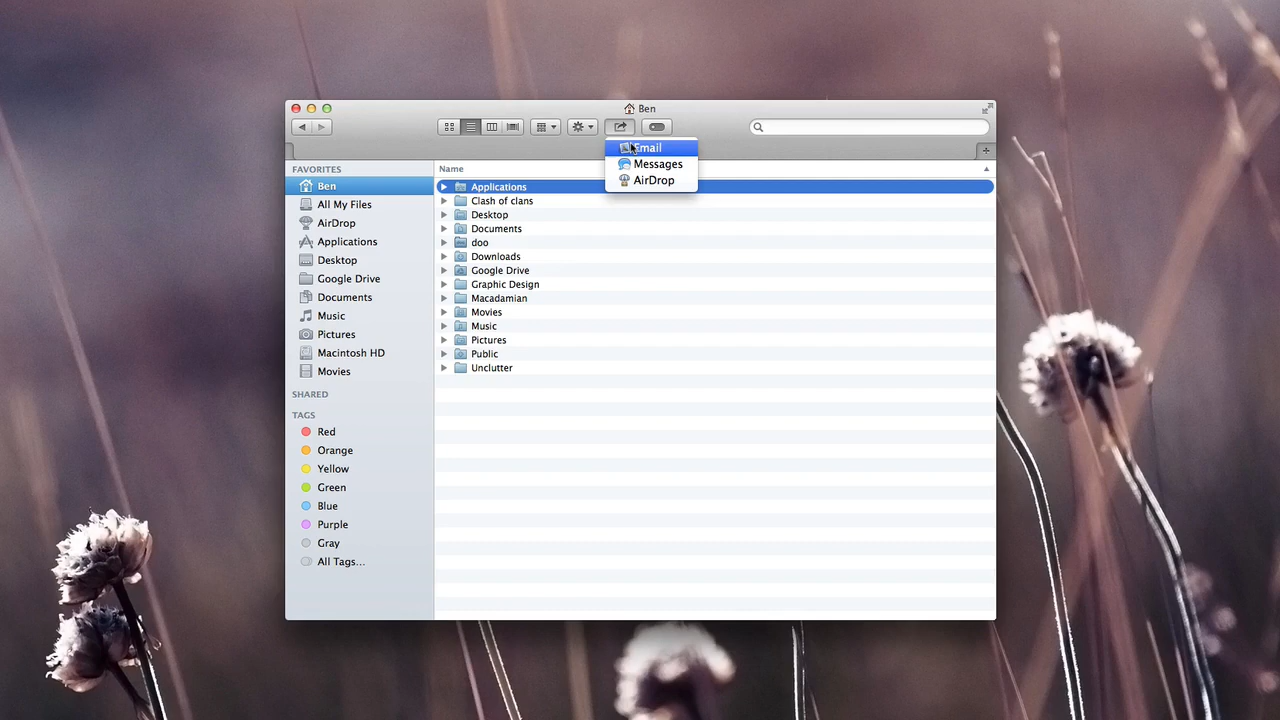 Ben
Email
Messages
AirDrop
FAVORITES
Ben
All My Files
AirDrop
Applications
Desktop
Google Drive
Documents
Music
Pictures
Macintosh HD
Movies
SHARED
TAGS
Red
Orange
Yellow
Green
Blue
Purple
Gray
All Tags...
Name
Applications
Clash of clans
Desktop
Documents
doo
Downloads
Google Drive
Graphic Design
Macadamian
Movies
Music
Pictures
Public
Unclutter